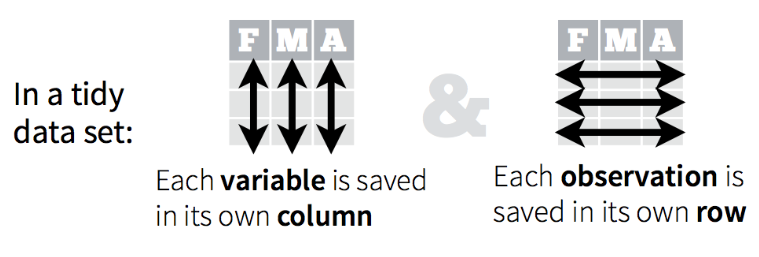 F M A
F M A
In a tidy
data set:
&
Each variable is saved
in its own column
Each observation is
saved in its own row